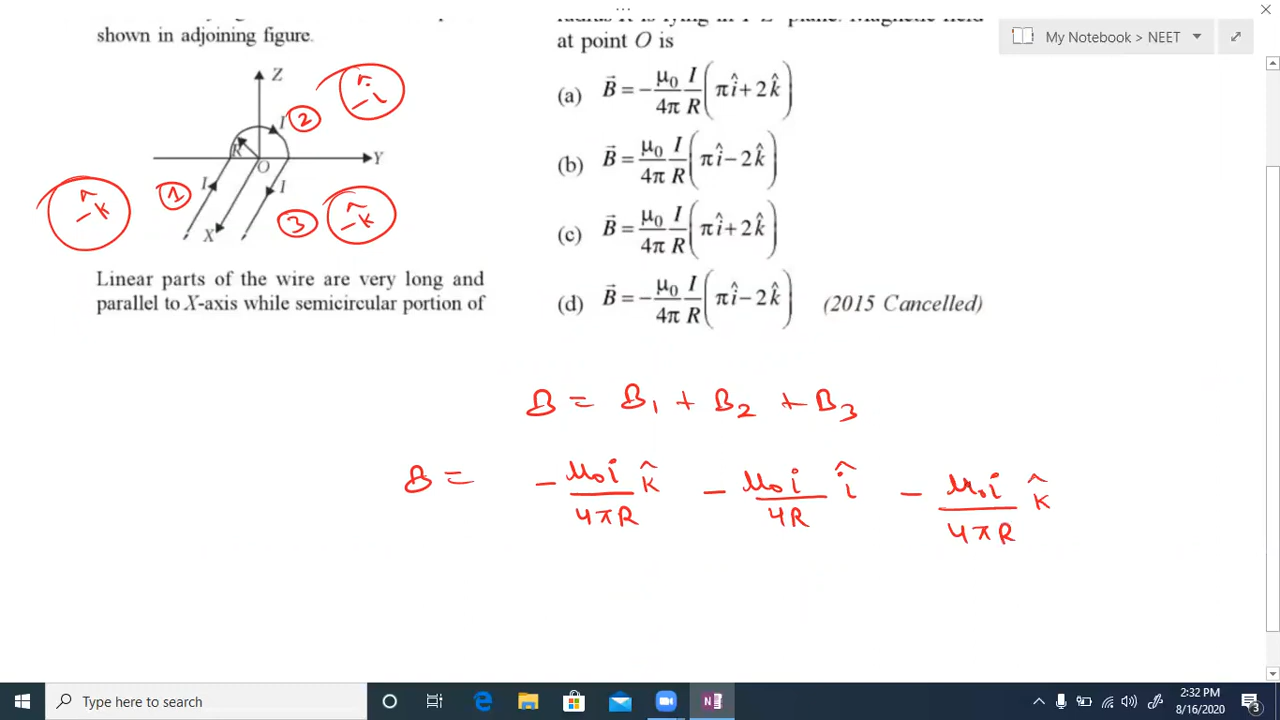 shown in adjoining figure.
radius R is lying in Y-Z plane. Magnetic field
at point O is
My Notebook > NEET
Z
I
②
-î
R
O
Y
I
①
-k̂
X
I
③
-k̂
Linear parts of the wire are very long and
parallel to X-axis while semicircular portion of
(a) B⃗ = -μ₀/4π I/R (πî+2k̂)
(b) B⃗ = μ₀/4π I/R (πî-2k̂)
(c) B⃗ = μ₀/4π I/R (πî+2k̂)
(d) B⃗ = -μ₀/4π I/R (πî-2k̂) (2015 Cancelled)
B = B₁ + B₂ + B₃
B = - μ₀i/4πR k̂ - μ₀i/4R î - μ₀i/4πR k̂
Type here to search
2:32 PM
8/16/2020
3